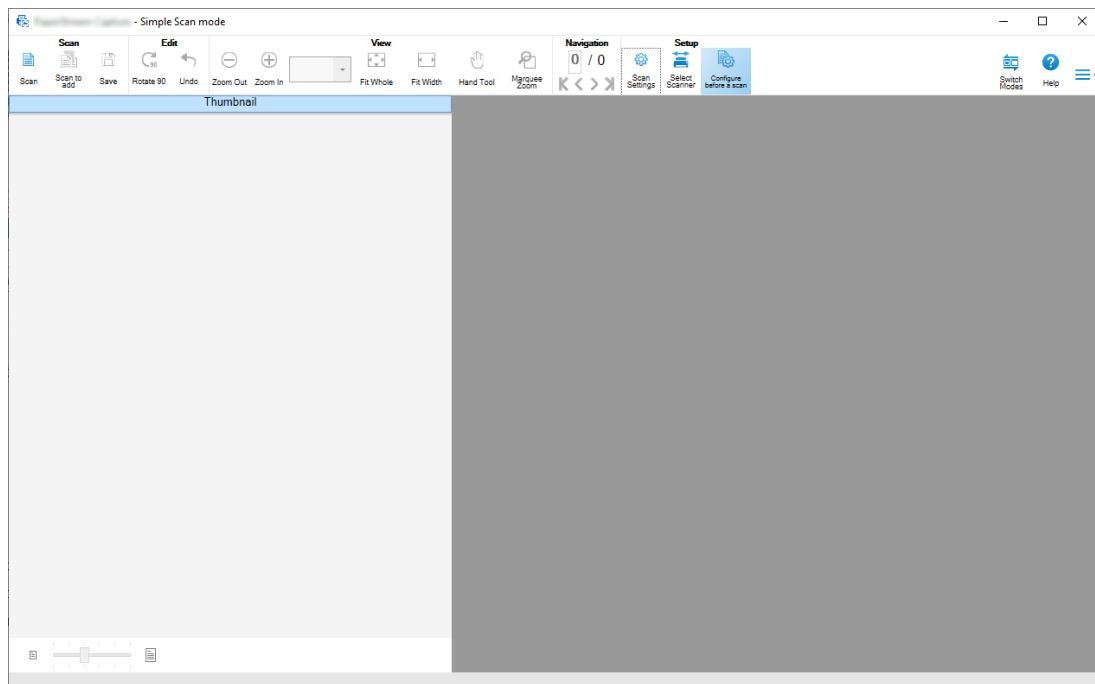 - Simple Scan mode
Scan Edit View Navigation Setup
Scan
Scan to add
Save
Rotate 90
90
Undo
Zoom Out
Zoom In
Fit Whole
Fit Width
Hand Tool
Marquee Zoom
0 / 0
Scan Settings
Select Scanner
Configure before a scan
Switch Modes
Help
Thumbnail